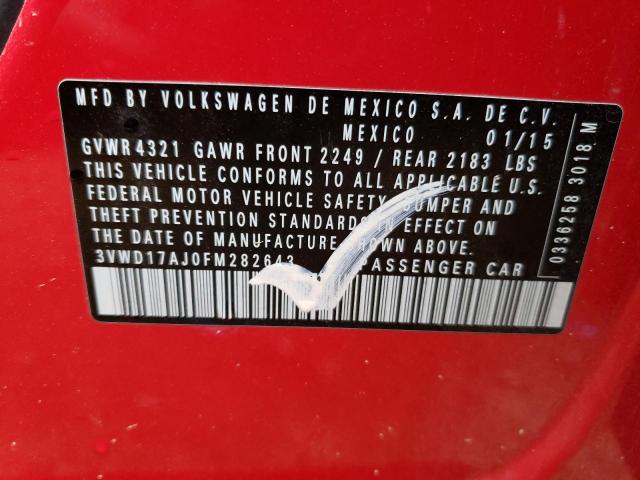 MFD BY VOLKSWAGEN DE MEXICO S.A. DE C.V.
MEXICO 01/15
GVWR 4321 GAWR FRONT 2249 / REAR 2183 LBS
THIS VEHICLE CONFORMS TO ALL APPLICABLE U.S.
FEDERAL MOTOR VEHICLE SAFETY, BUMPER AND
THEFT PREVENTION STANDARDS IN EFFECT ON
THE DATE OF MANUFACTURE SHOWN ABOVE.
3VWD17AJ0FM282643 PASSENGER CAR
0336258 3018 M